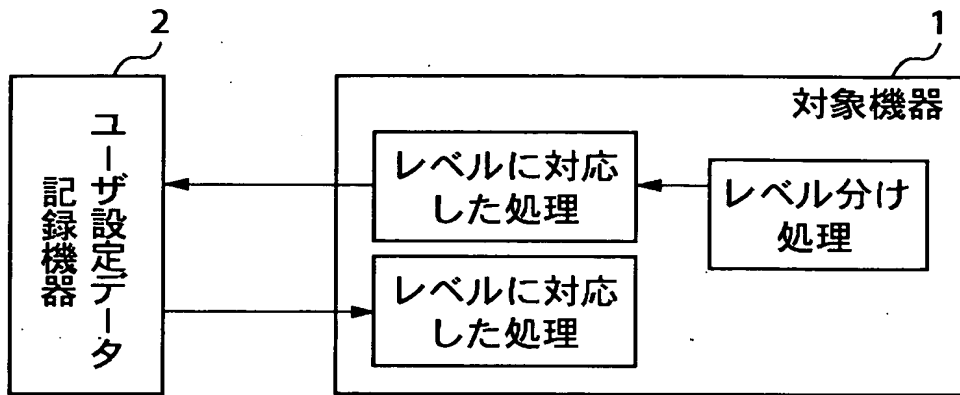 2
1
ユーザ設定データ
記録機器
対象機器
レベルに対応
した処理
レベル分け
処理
レベルに対応
した処理